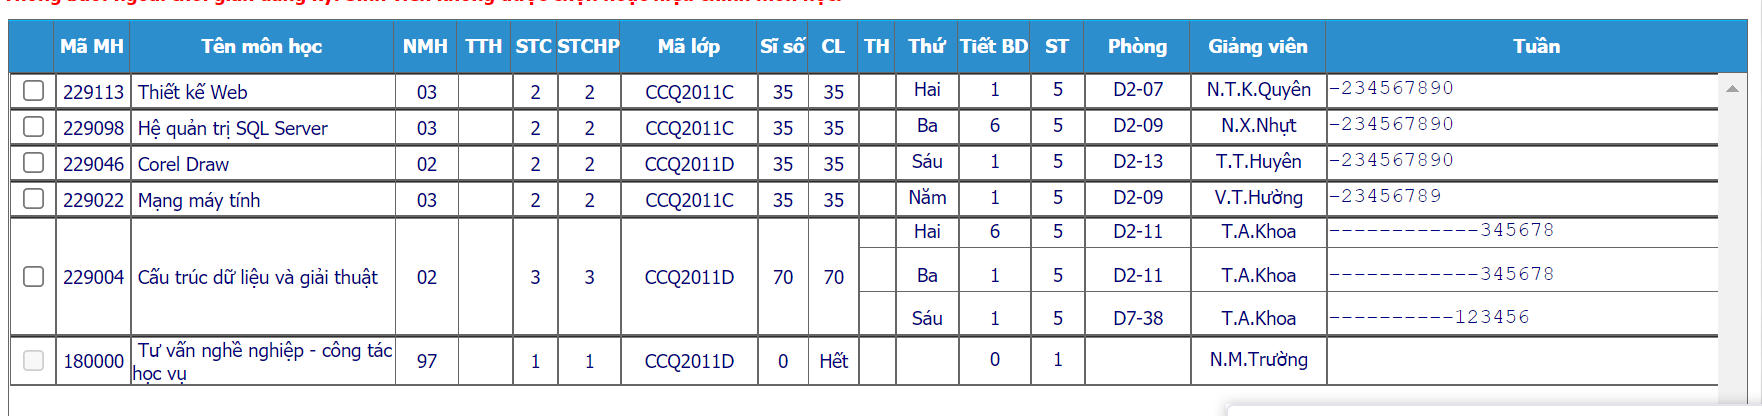 Mã MH Tên môn học NMH TTH STC STCHP Mã lớp Sĩ số CL TH Thứ Tiết BD ST Phòng Giảng viên Tuần
229113 Thiết kế Web 03 2 2 CCQ2011C 35 35 Hai 1 5 D2-07 N.T.K.Quyên -234567890
229098 Hệ quản trị SQL Server 03 2 2 CCQ2011C 35 35 Ba 6 5 D2-09 N.X.Nhựt -234567890
229046 Corel Draw 02 2 2 CCQ2011D 35 35 Sáu 1 5 D2-13 T.T.Huyên -234567890
229022 Mạng máy tính 03 2 2 CCQ2011C 35 35 Năm 1 5 D2-09 V.T.Hường -23456789
229004 Cấu trúc dữ liệu và giải thuật 02 3 3 CCQ2011D 70 70 Hai 6 5 D2-11 T.A.Khoa ------------345678
Ba 1 5 D2-11 T.A.Khoa ------------345678
Sáu 1 5 D7-38 T.A.Khoa ----------123456
180000 Tư vấn nghề nghiệp - công tác học vụ 97 1 1 CCQ2011D 0 Hết 0 1 N.M.Trường